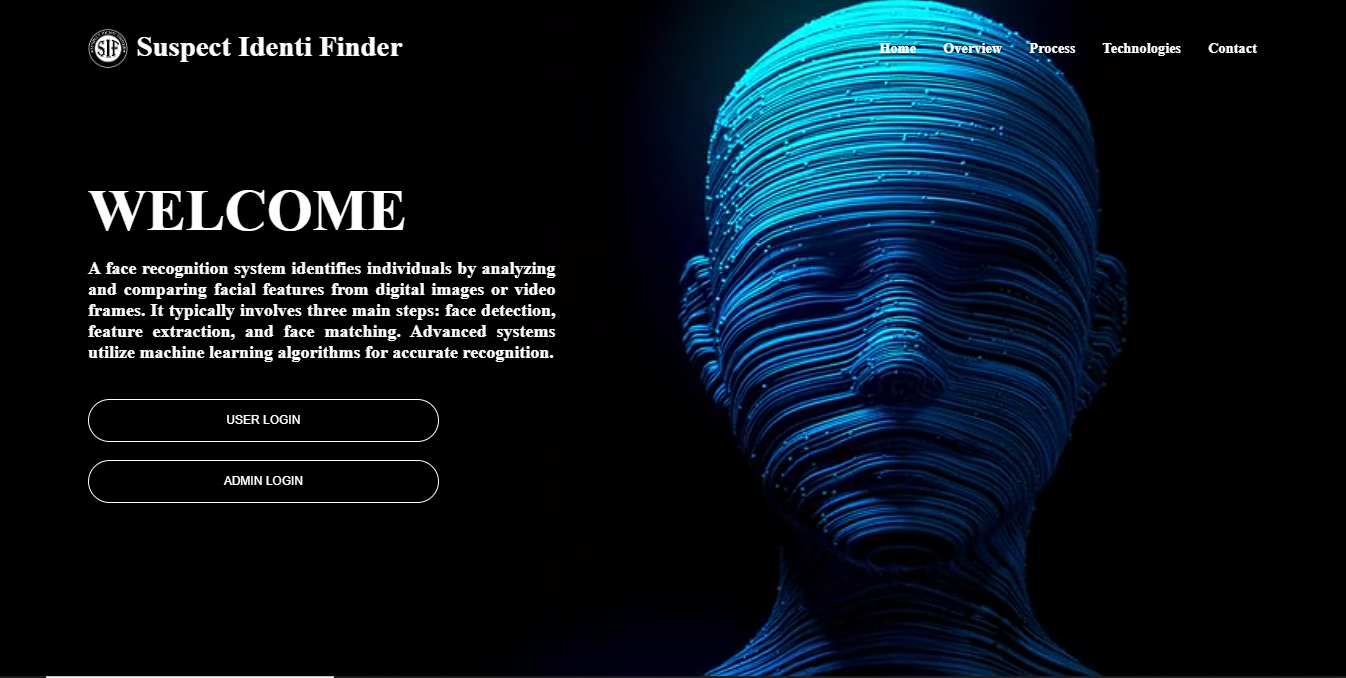 SIF
Suspect Identi Finder
Home Overview Process Technologies Contact
WELCOME
A face recognition system identifies individuals by analyzing
and comparing facial features from digital images or video
frames. It typically involves three main steps: face detection,
feature extraction, and face matching. Advanced systems
utilize machine learning algorithms for accurate recognition.
USER LOGIN
ADMIN LOGIN